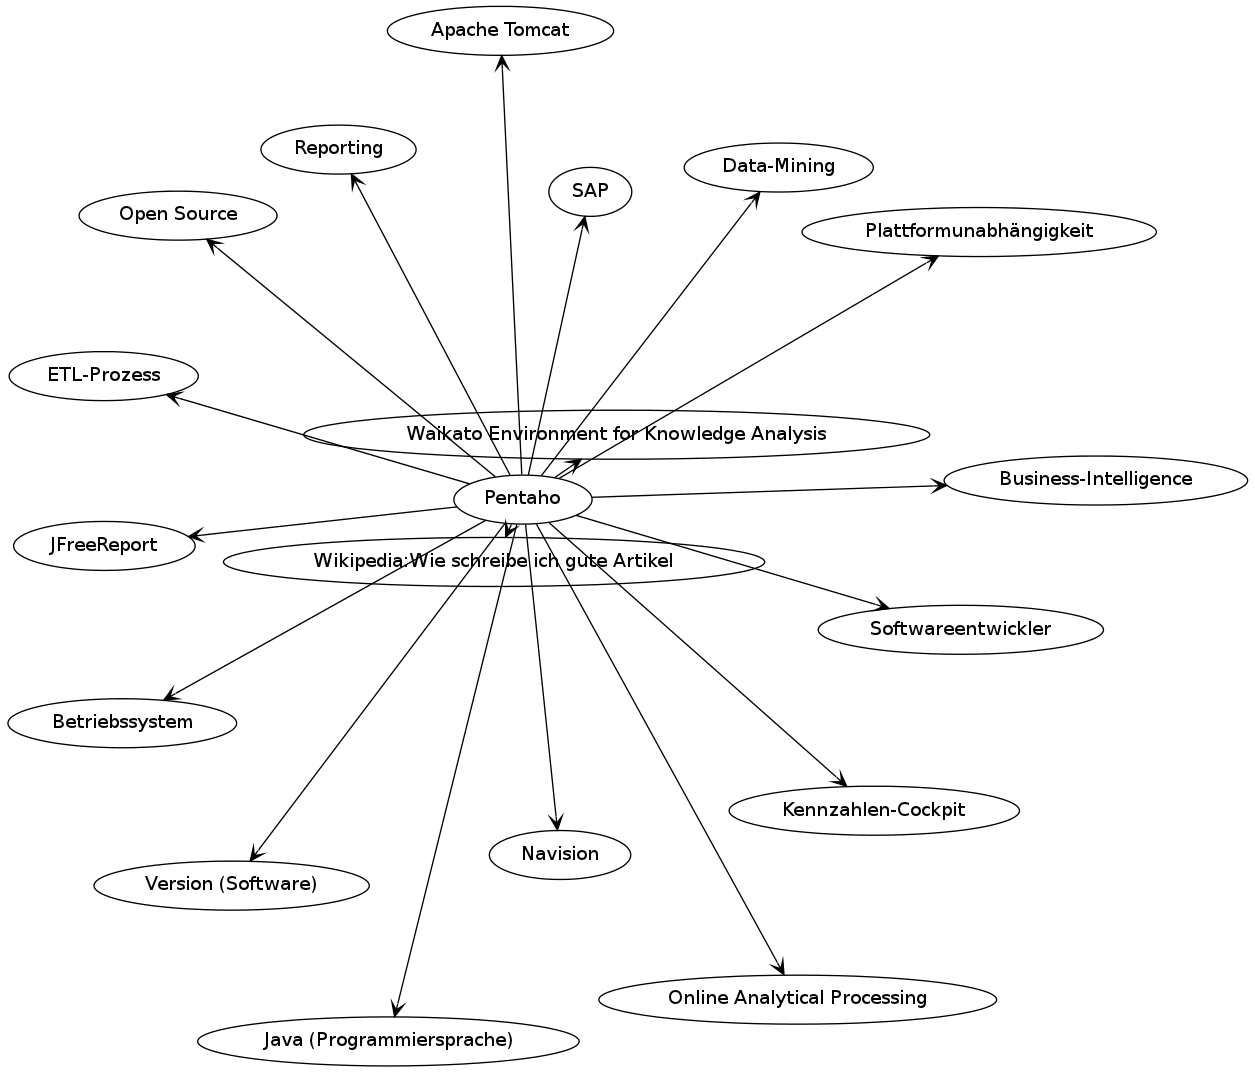 Apache Tomcat
Reporting
Data-Mining
SAP
Open Source
Plattformunabhängigkeit
ETL-Prozess
Waikato Environment for Knowledge Analysis
Business-Intelligence
Pentaho
JFreeReport
Wikipedia:Wie schreibe ich gute Artikel
Softwareentwickler
Betriebssystem
Kennzahlen-Cockpit
Navision
Version (Software)
Online Analytical Processing
Java (Programmiersprache)